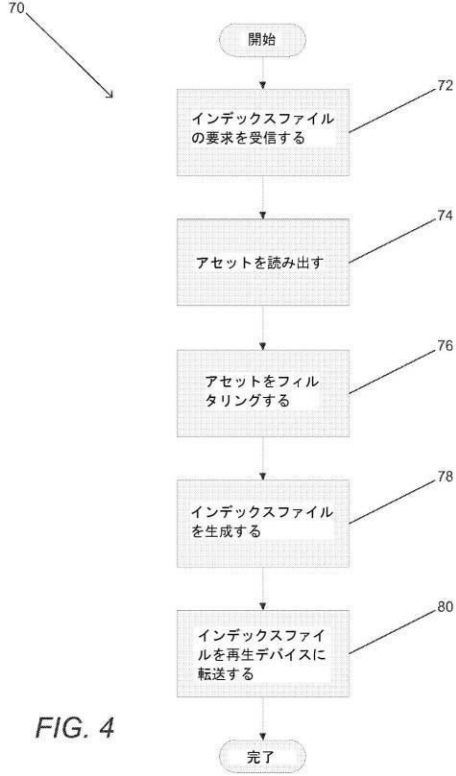 70
開始
インデックスファイル
の要求を受信する
72
アセットを読み出す
74
アセットをフィル
タリングする
76
インデックスファイル
を生成する
78
インデックスファイ
ルを再生デバイスに
転送する
80
完了
FIG. 4